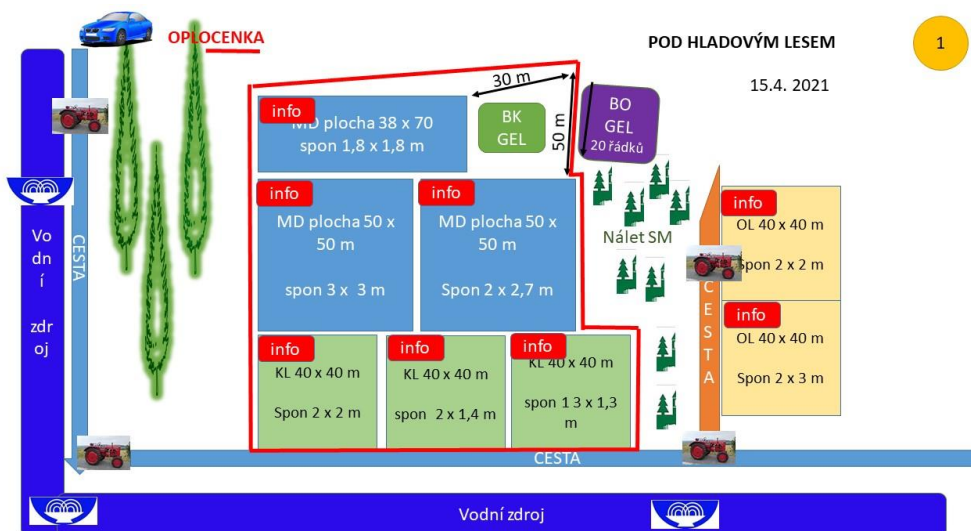 OPLOCENKA
POD HLADOVÝM LESEM
1
15.4. 2021
30 m
50 m
info
MD plocha 38 x 70
spon 1,8 x 1,8 m
BK
GEL
BO
GEL
20 řádků
info
MD plocha 50 x
50 m
spon 3 x 3 m
info
MD plocha 50 x
50 m
Spon 2 x 2,7 m
Nálet SM
info
OL 40 x 40 m
Spon 2 x 2 m
info
OL 40 x 40 m
Spon 2 x 3 m
info
KL 40 x 40 m
Spon 2 x 2 m
info
KL 40 x 40 m
spon 2 x 1,4 m
info
KL 40 x 40 m
spon 1 3 x 1,3
m
CESTA
CESTA
CESTA
Vo
dn
í
zdr
oj
Vodní zdroj